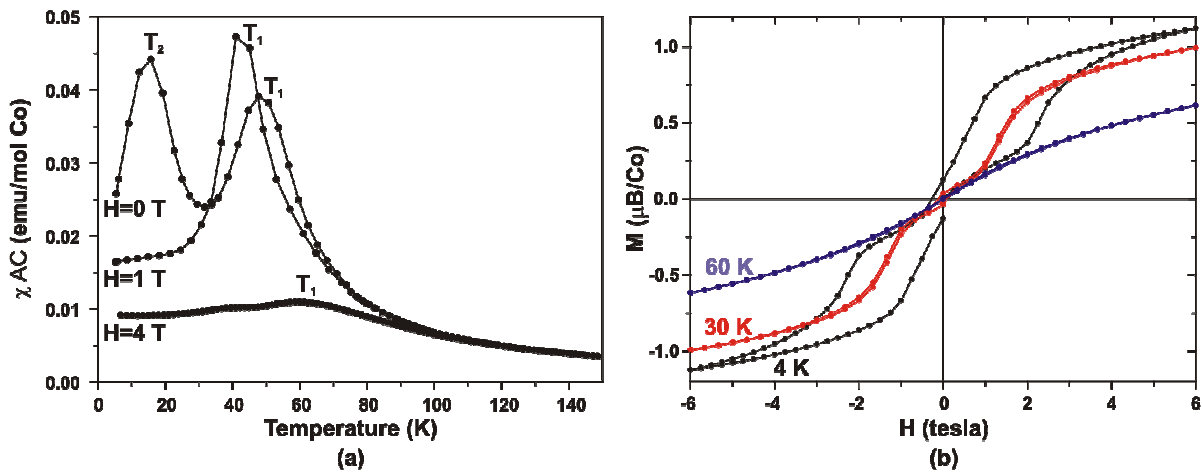 0.05
0.04
0.03
0.02
0.01
0.00
χ AC (emu/mol Co)
T2
T1
T1
H=0 T
H=1 T
T1
H=4 T
0 20 40 60 80 100 120 140
Temperature (K)
(a)
1.0
0.5
0.0
-0.5
-1.0
M (μB/Co)
60 K
30 K
4 K
-6 -4 -2 0 2 4 6
H (tesla)
(b)